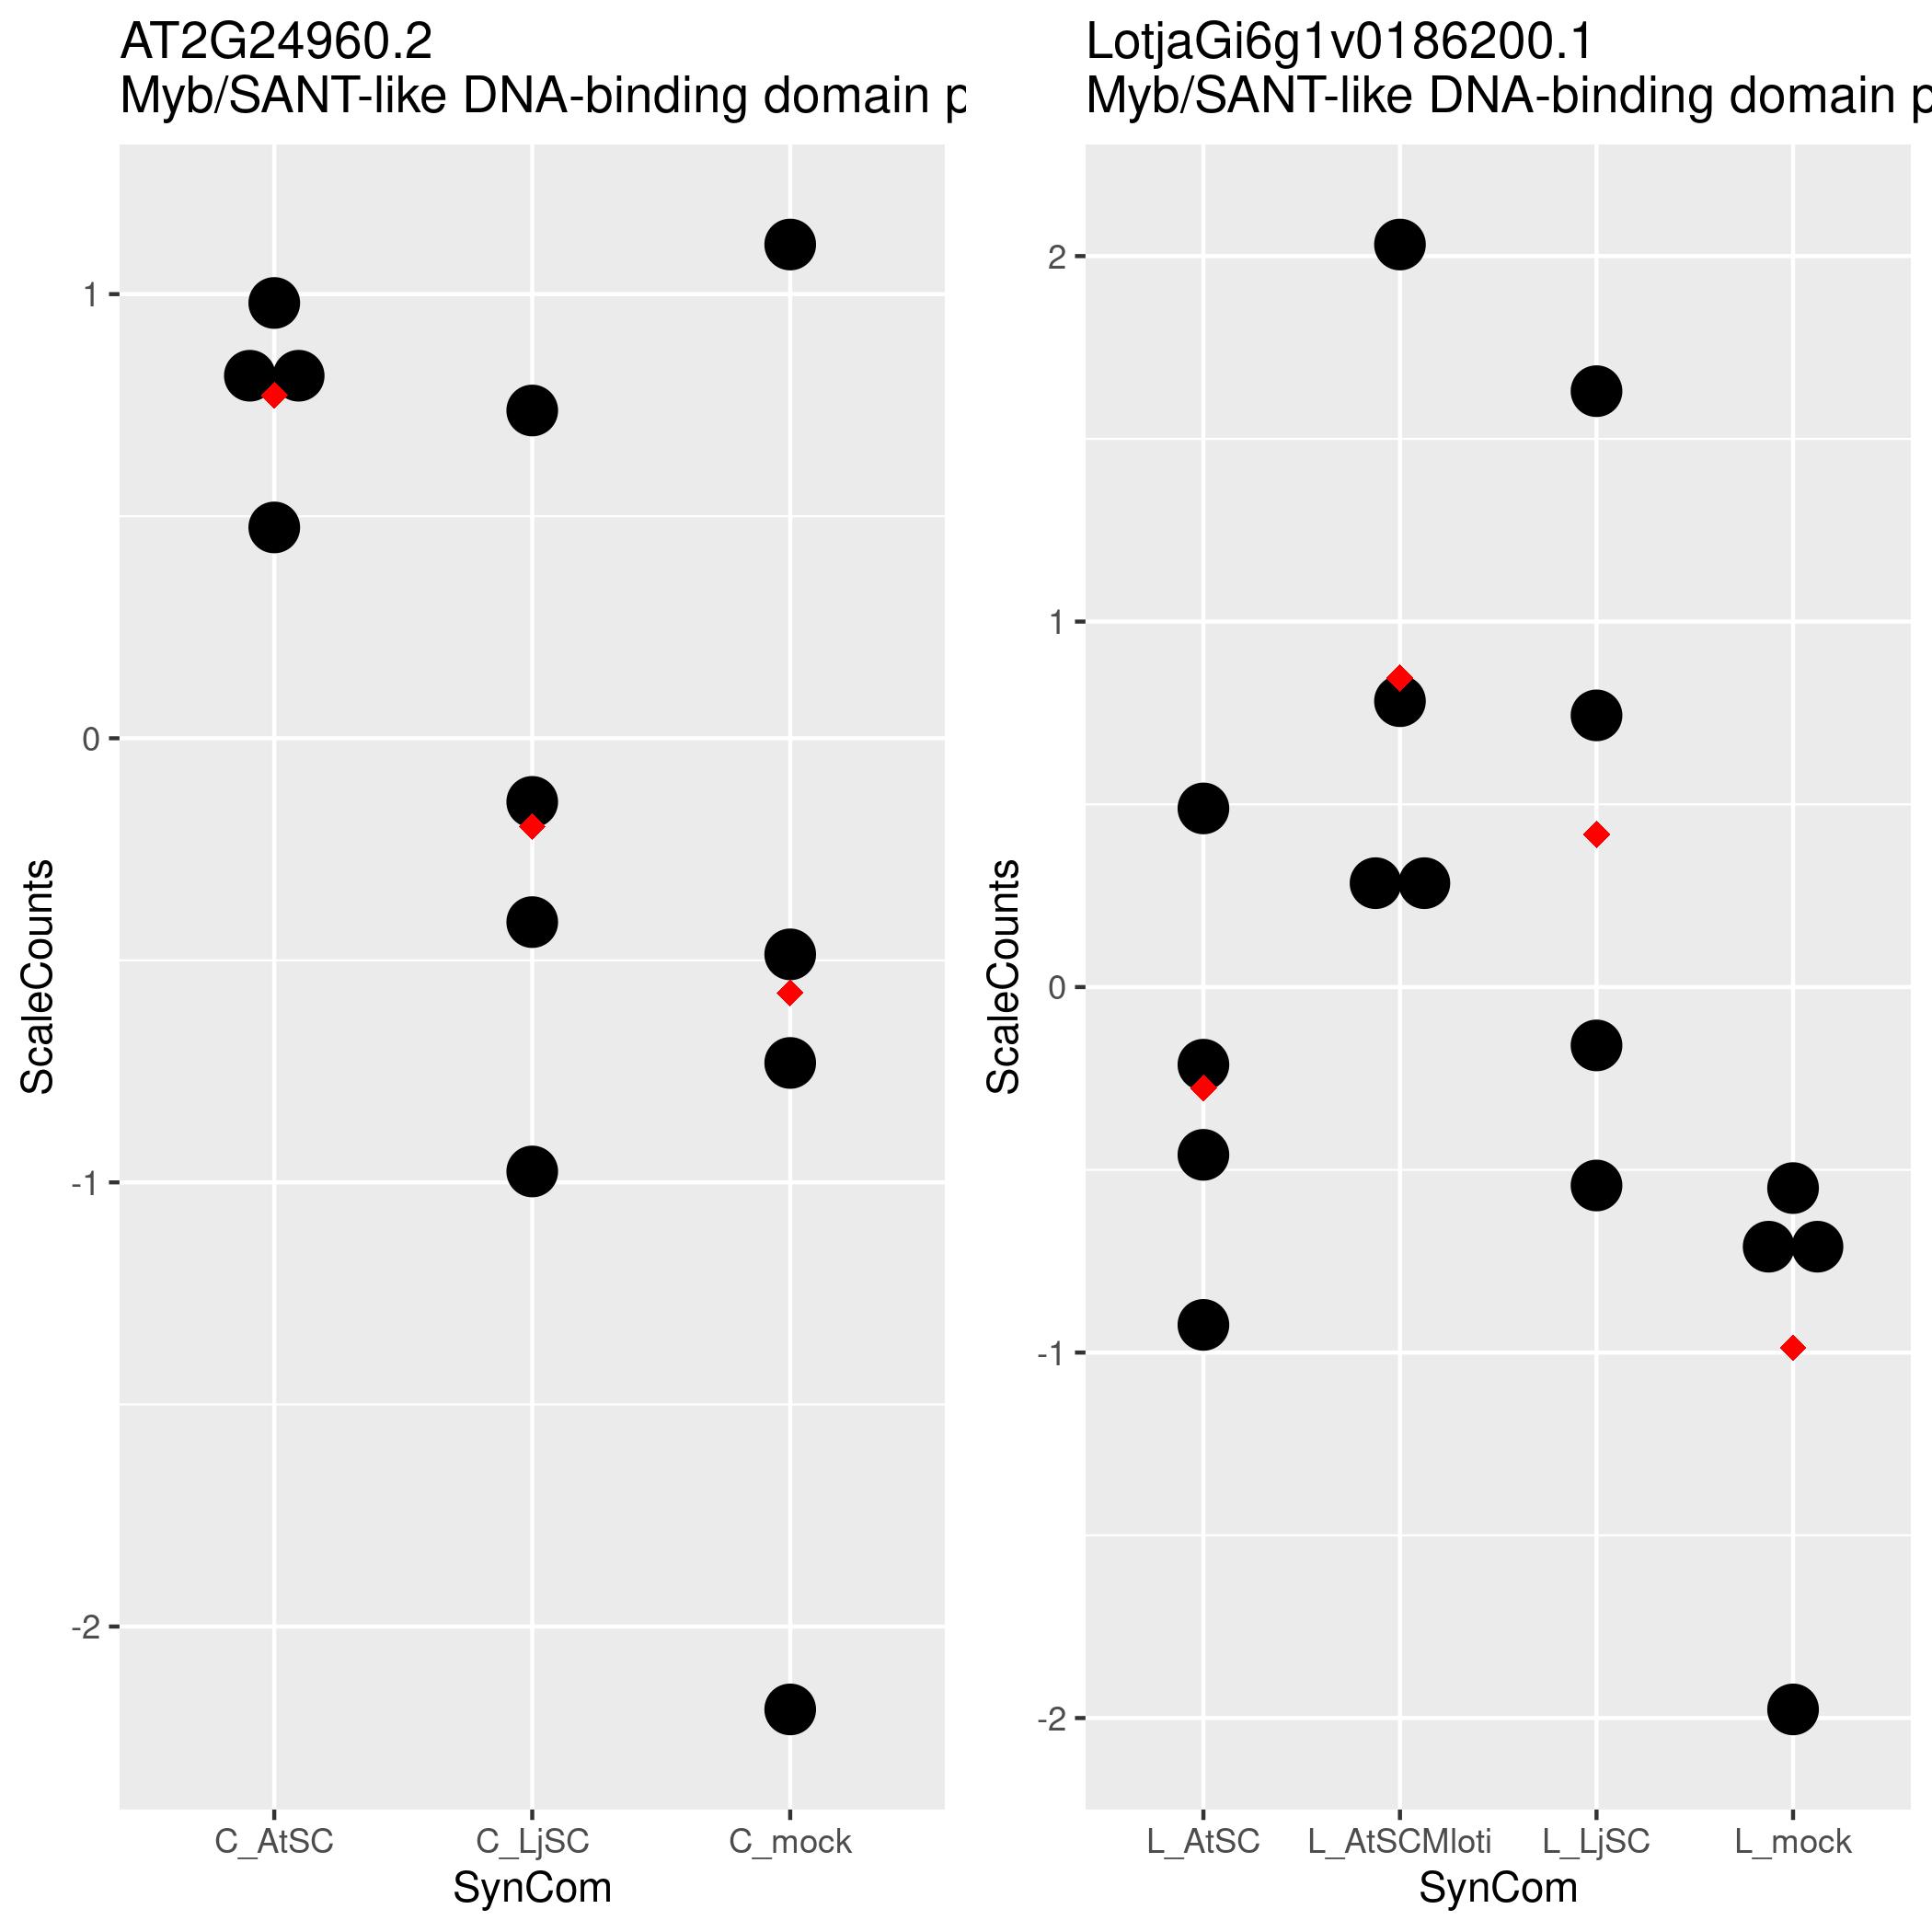 AT2G24960.2
Myb/SANT-like DNA-binding domain p
ScaleCounts
1
0
-1
-2
C_AtSC
C_LjSC
C_mock
SynCom
LotjaGi6g1v0186200.1
Myb/SANT-like DNA-binding domain p
ScaleCounts
2
1
0
-1
-2
L_AtSC
L_AtSCMloti
L_LjSC
L_mock
SynCom